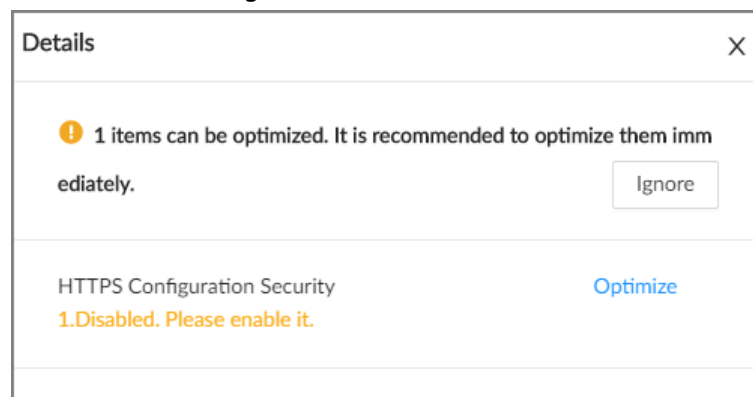 Details
X
1 items can be optimized. It is recommended to optimize them imm
ediately.
Ignore
HTTPS Configuration Security
Optimize
1.Disabled. Please enable it.